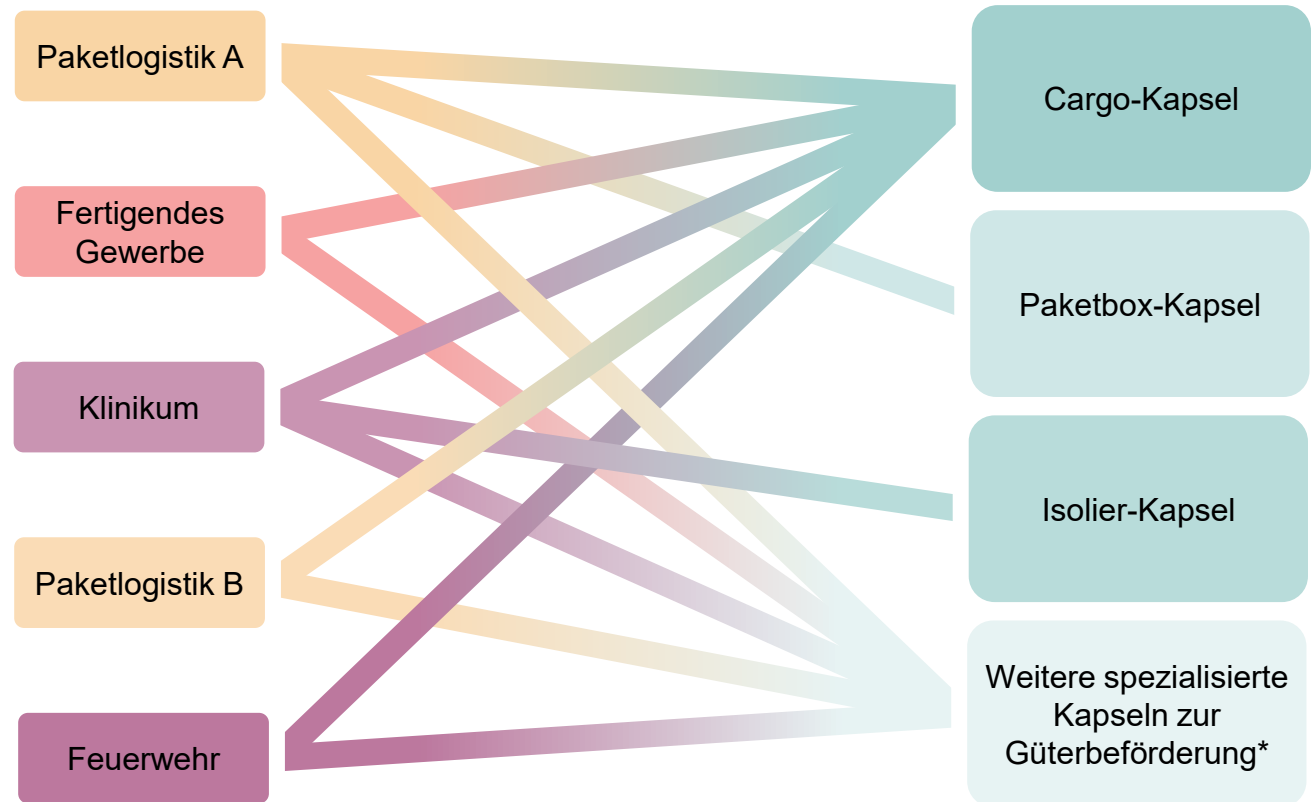 Paketlogistik A
Fertigendes
Gewerbe
Klinikum
Paketlogistik B
Feuerwehr
Cargo-Kapsel
Paketbox-Kapsel
Isolier-Kapsel
Weitere spezialisierte
Kapseln zur
Güterbeförderung*